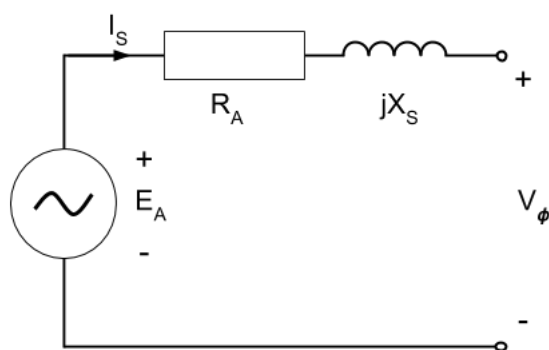 I_S
R_A
jX_S
+
+
E_A
V_ϕ
-
-